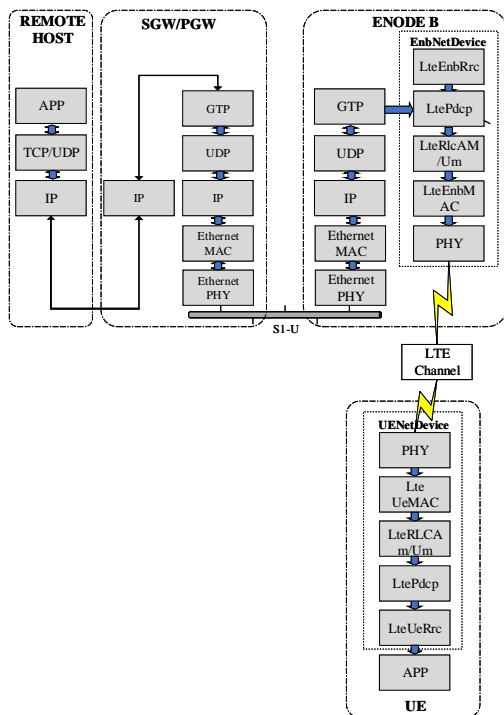 REMOTE
HOST
APP
TCP/UDP
IP
SGW/PGW
IP
GTP
UDP
IP
Ethernet
MAC
Ethernet
PHY
S1-U
ENODE B
GTP
UDP
IP
Ethernet
MAC
Ethernet
PHY
EnbNetDevice
LteEnbRrc
LtePdcp
LteRlcAM
/Um
LteEnbM
AC
PHY
LTE
Channel
UENetDevice
PHY
Lte
UeMAC
LteRLCA
m/Um
LtePdcp
LteUeRrc
APP
UE